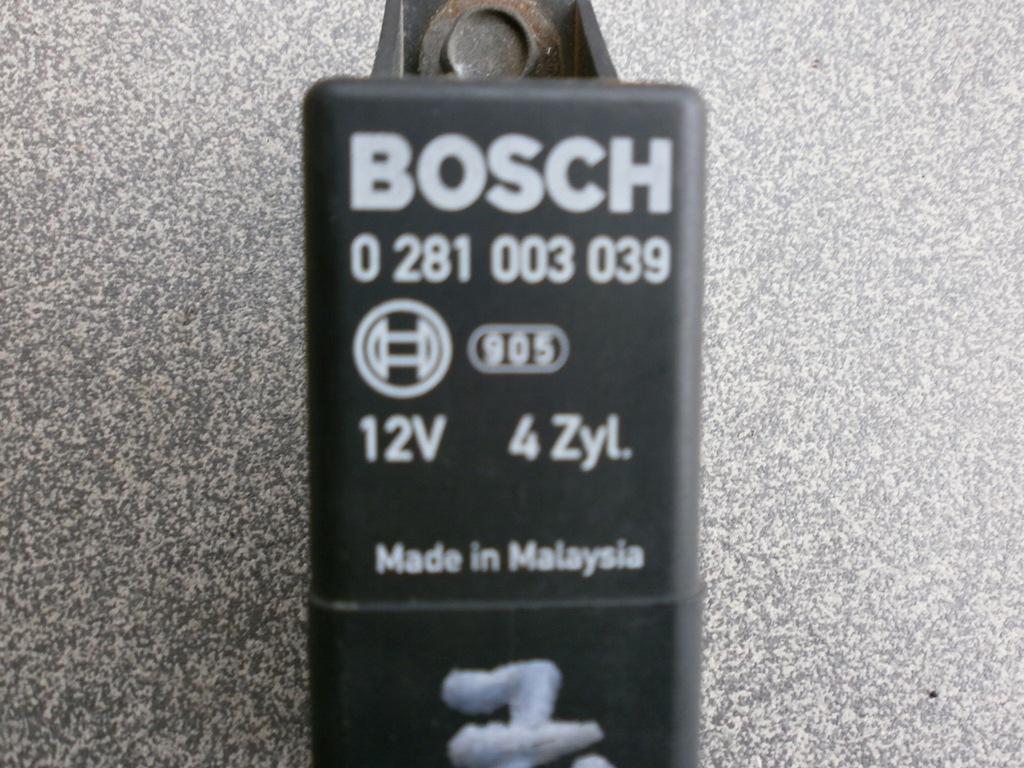 BOSCH
0 281 003 039
905
12V 4 Zyl.
Made in Malaysia